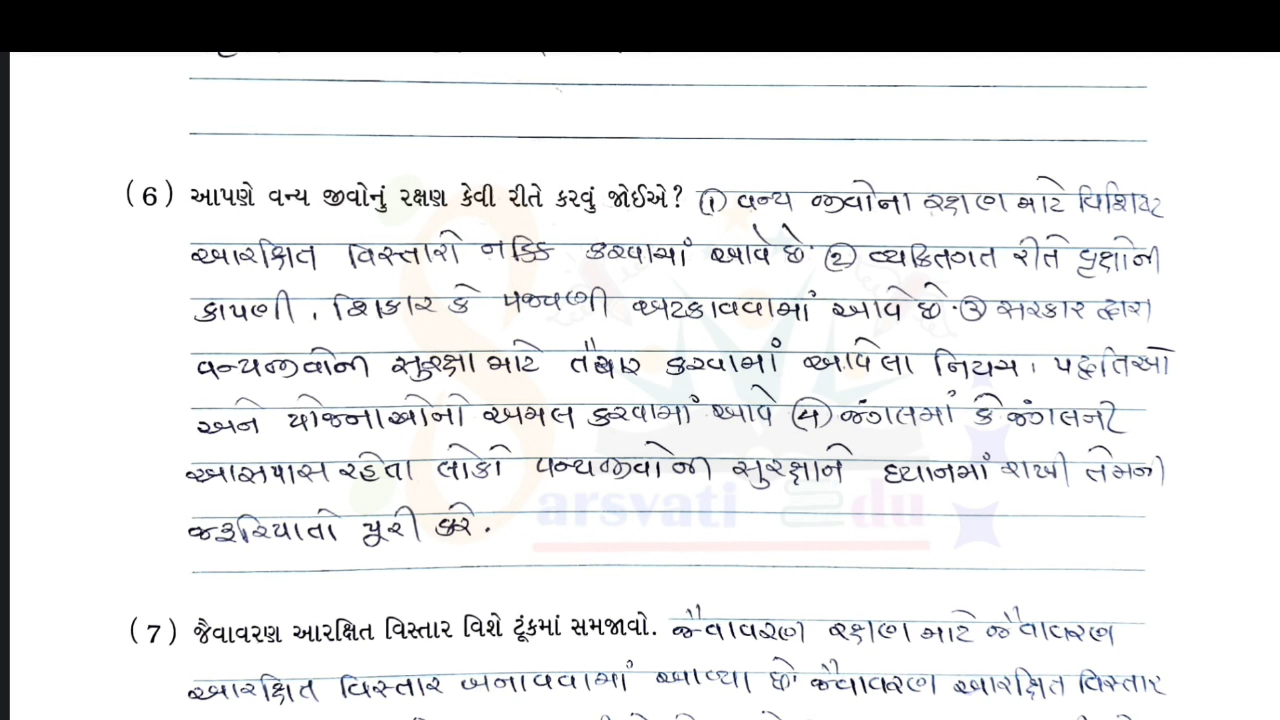 (6) આપણે વન્ય જીવોનું રક્ષણ કેવી રીતે કરવું જોઈએ? ① વન્ય જીવોના રક્ષણ માટે વિશિષ્ટ
આરક્ષિત વિસ્તારો નક્કિ કરવામાં આવે છે. ② વ્યક્તિગત રીતે વૃક્ષોની
કાપણી, શિકાર કે પજવણી અટકાવવામાં આવે છે. ③ સરકાર દ્વારા
વન્યજીવોની સુરક્ષા માટે તૈયાર કરવામાં આવેલા નિયમ, પદ્ધતિઓ
અને યોજનાઓનો અમલ કરવામાં આવે ④ જંગલમાં કે જંગલની
આસપાસ રહેતા લોકો વન્યજીવોની સુરક્ષાને ધ્યાનમાં રાખી તેમની
જરૂરિયાતો પૂરી કરે.
Sarsvati Edu
(7) જૈવાવરણ આરક્ષિત વિસ્તાર વિશે ટૂંકમાં સમજાવો. જૈવાવરણ રક્ષણ માટે જૈવાવરણ
આરક્ષિત વિસ્તાર બનાવવામાં આવ્યા છે. જૈવાવરણ આરક્ષિત વિસ્તાર